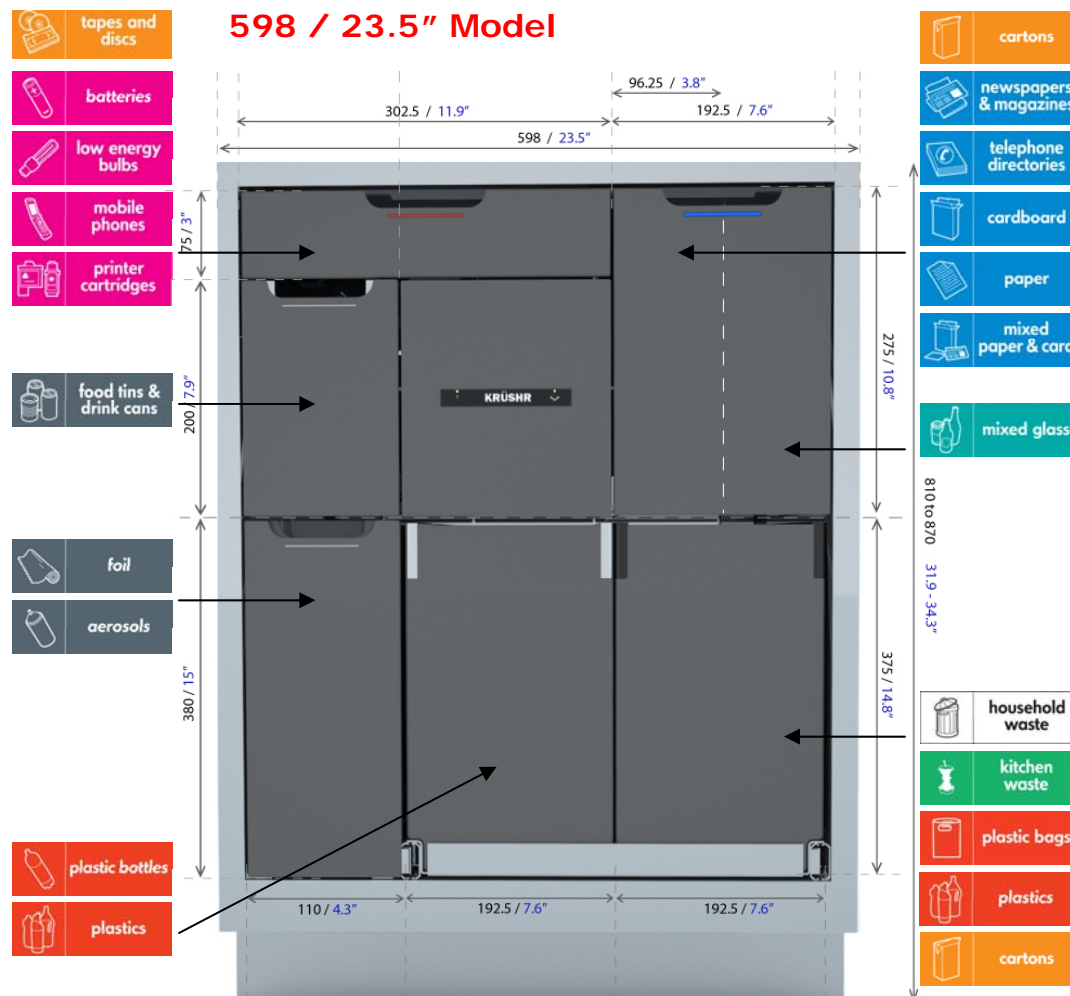 598 / 23.5" Model
tapes and
discs
batteries
low energy
bulbs
mobile
phones
printer
cartridges
food tins &
drink cans
foil
aerosols
plastic bottles
plastics
96.25 / 3.8"
302.5 / 11.9"
192.5 / 7.6"
598 / 23.5"
75 / 3"
200 / 7.9"
380 / 15"
KRÜSHR
275 / 10.8"
375 / 14.8"
810 to 870 31.9 - 34.3"
110 / 4.3"
192.5 / 7.6"
192.5 / 7.6"
cartons
newspapers
& magazines
telephone
directories
cardboard
paper
mixed
paper & card
mixed glass
household
waste
kitchen
waste
plastic bags
plastics
cartons